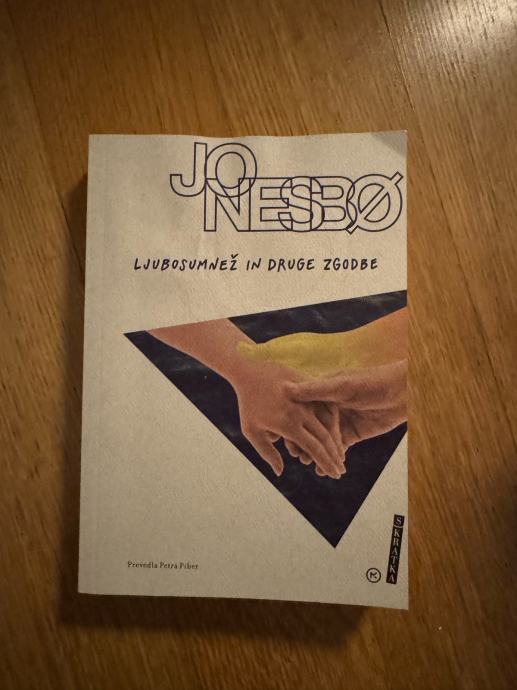 JO
NESBØ
LJUBOSUMNEŽ IN DRUGE ZGODBE
Prevedla Petra Piber
SKRATKA